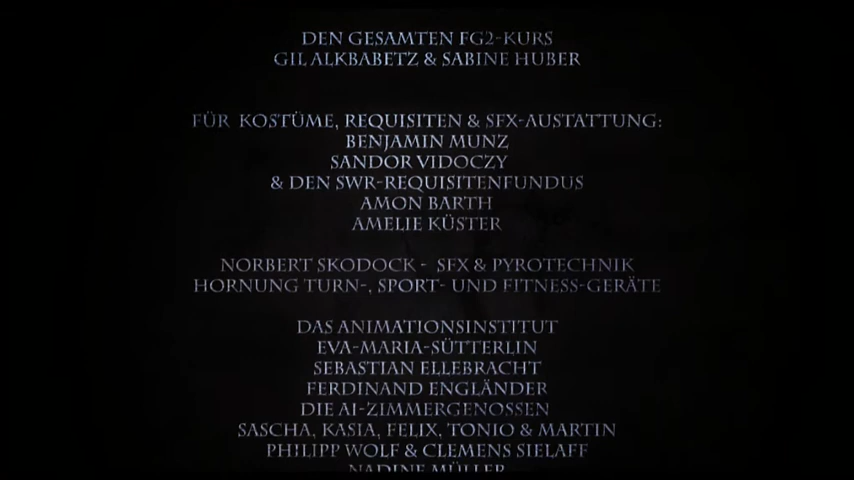 DEN GESAMTEN FG2-KURS
GIL ALKBABETZ & SABINE HUBER
FÜR KOSTÜME, REQUISITEN & SFX-AUSTATTUNG:
BENJAMIN MUNZ
SANDOR VIDOCZY
& DEN SWR-REQUISITENFUNDUS
AMON BARTH
AMELIE KÜSTER
NORBERT SKODOCK - SFX & PYROTECHNIK
HORNUNG TURN-, SPORT- UND FITNESS-GERÄTE
DAS ANIMATIONSINSTITUT
EVA-MARIA-SÜTTERLIN
SEBASTIAN ELLEBRACHT
FERDINAND ENGLÄNDER
DIE AI-ZIMMERGENOSSEN
SASCHA, KASIA, FELIX, TONIO & MARTIN
PHILIPP WOLF & CLEMENS SIELAFF
NADINE MÜLLER